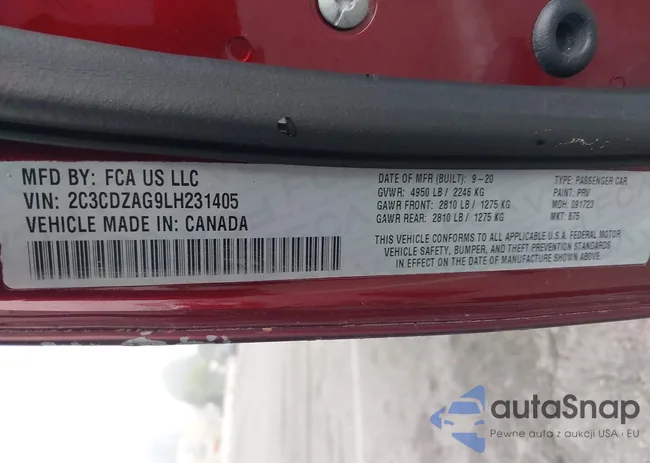 MFD BY: FCA US LLC
VIN: 2C3CDZAG9LH231405
VEHICLE MADE IN: CANADA
DATE OF MFR (BUILT): 9-20
GVWR: 4950 LB / 2246 KG
GAWR FRONT: 2810 LB / 1275 KG
GAWR REAR: 2810 LB / 1275 KG
TYPE: PASSENGER CAR
PAINT: PRV
MDH: 091723
MKT: 875
THIS VEHICLE CONFORMS TO ALL APPLICABLE U.S.A. FEDERAL MOTOR
VEHICLE SAFETY, BUMPER, AND THEFT PREVENTION STANDARDS
IN EFFECT ON THE DATE OF MANUFACTURE SHOWN ABOVE.
autoSnap
Pewne auta z aukcji USA · EU